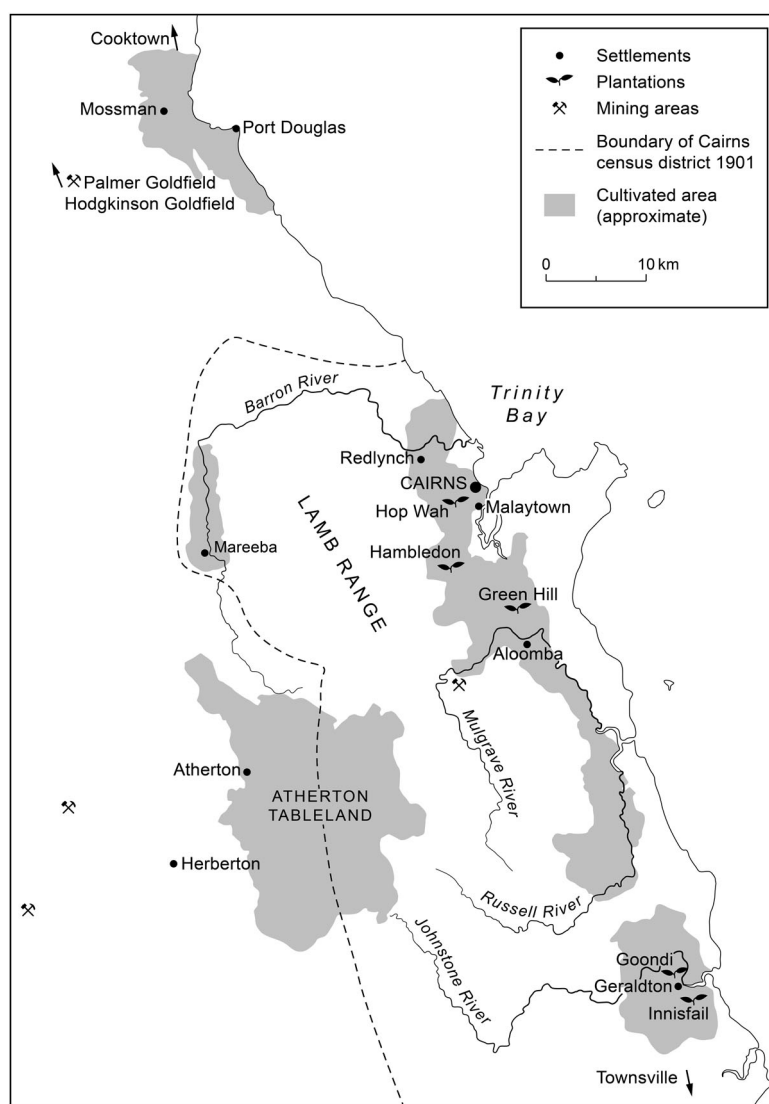 Cooktown
Mossman
Port Douglas
Palmer Goldfield
Hodgkinson Goldfield
Settlements
Plantations
Mining areas
Boundary of Cairns
census district 1901
Cultivated area
(approximate)
0
10 km
Barron River
Trinity
Bay
Redlynch
CAIRNS
Hop Wah
Malaytown
LAMB RANGE
Mareeba
Hambledon
Green Hill
Aloomba
Mulgrave River
Atherton
ATHERTON
TABLELAND
Herberton
Russell River
Johnstone River
Goondi
Geraldton
Innisfail
Townsville